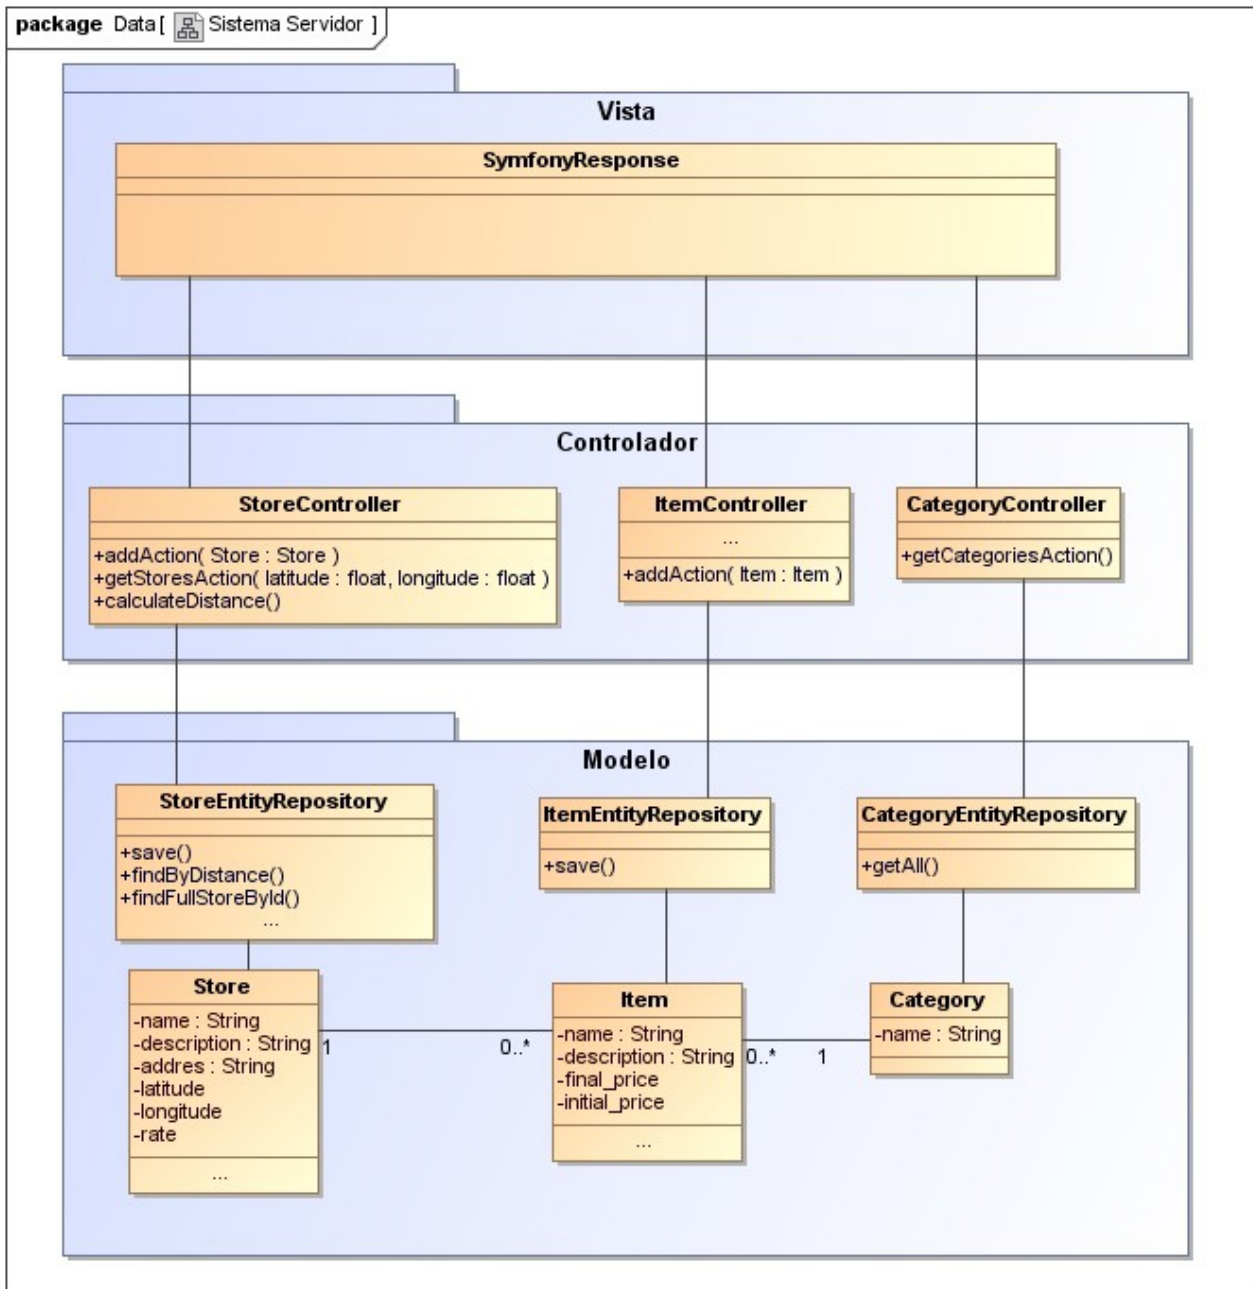 package Data [ Sistema Servidor ]
Vista
SymfonyResponse
Controlador
StoreController
+addAction( Store : Store )
+getStoresAction( latitude : float, longitude : float )
+calculateDistance()
ItemController
...
+addAction( Item : Item )
CategoryController
+getCategoriesAction()
Modelo
StoreEntityRepository
+save()
+findByDistance()
+findFullStoreById()
...
ItemEntityRepository
+save()
CategoryEntityRepository
+getAll()
Store
-name : String
-description : String
-addres : String
-latitude
-longitude
-rate
...
1
0..*
Item
-name : String
-description : String
-final_price
-initial_price
...
0..*
1
Category
-name : String